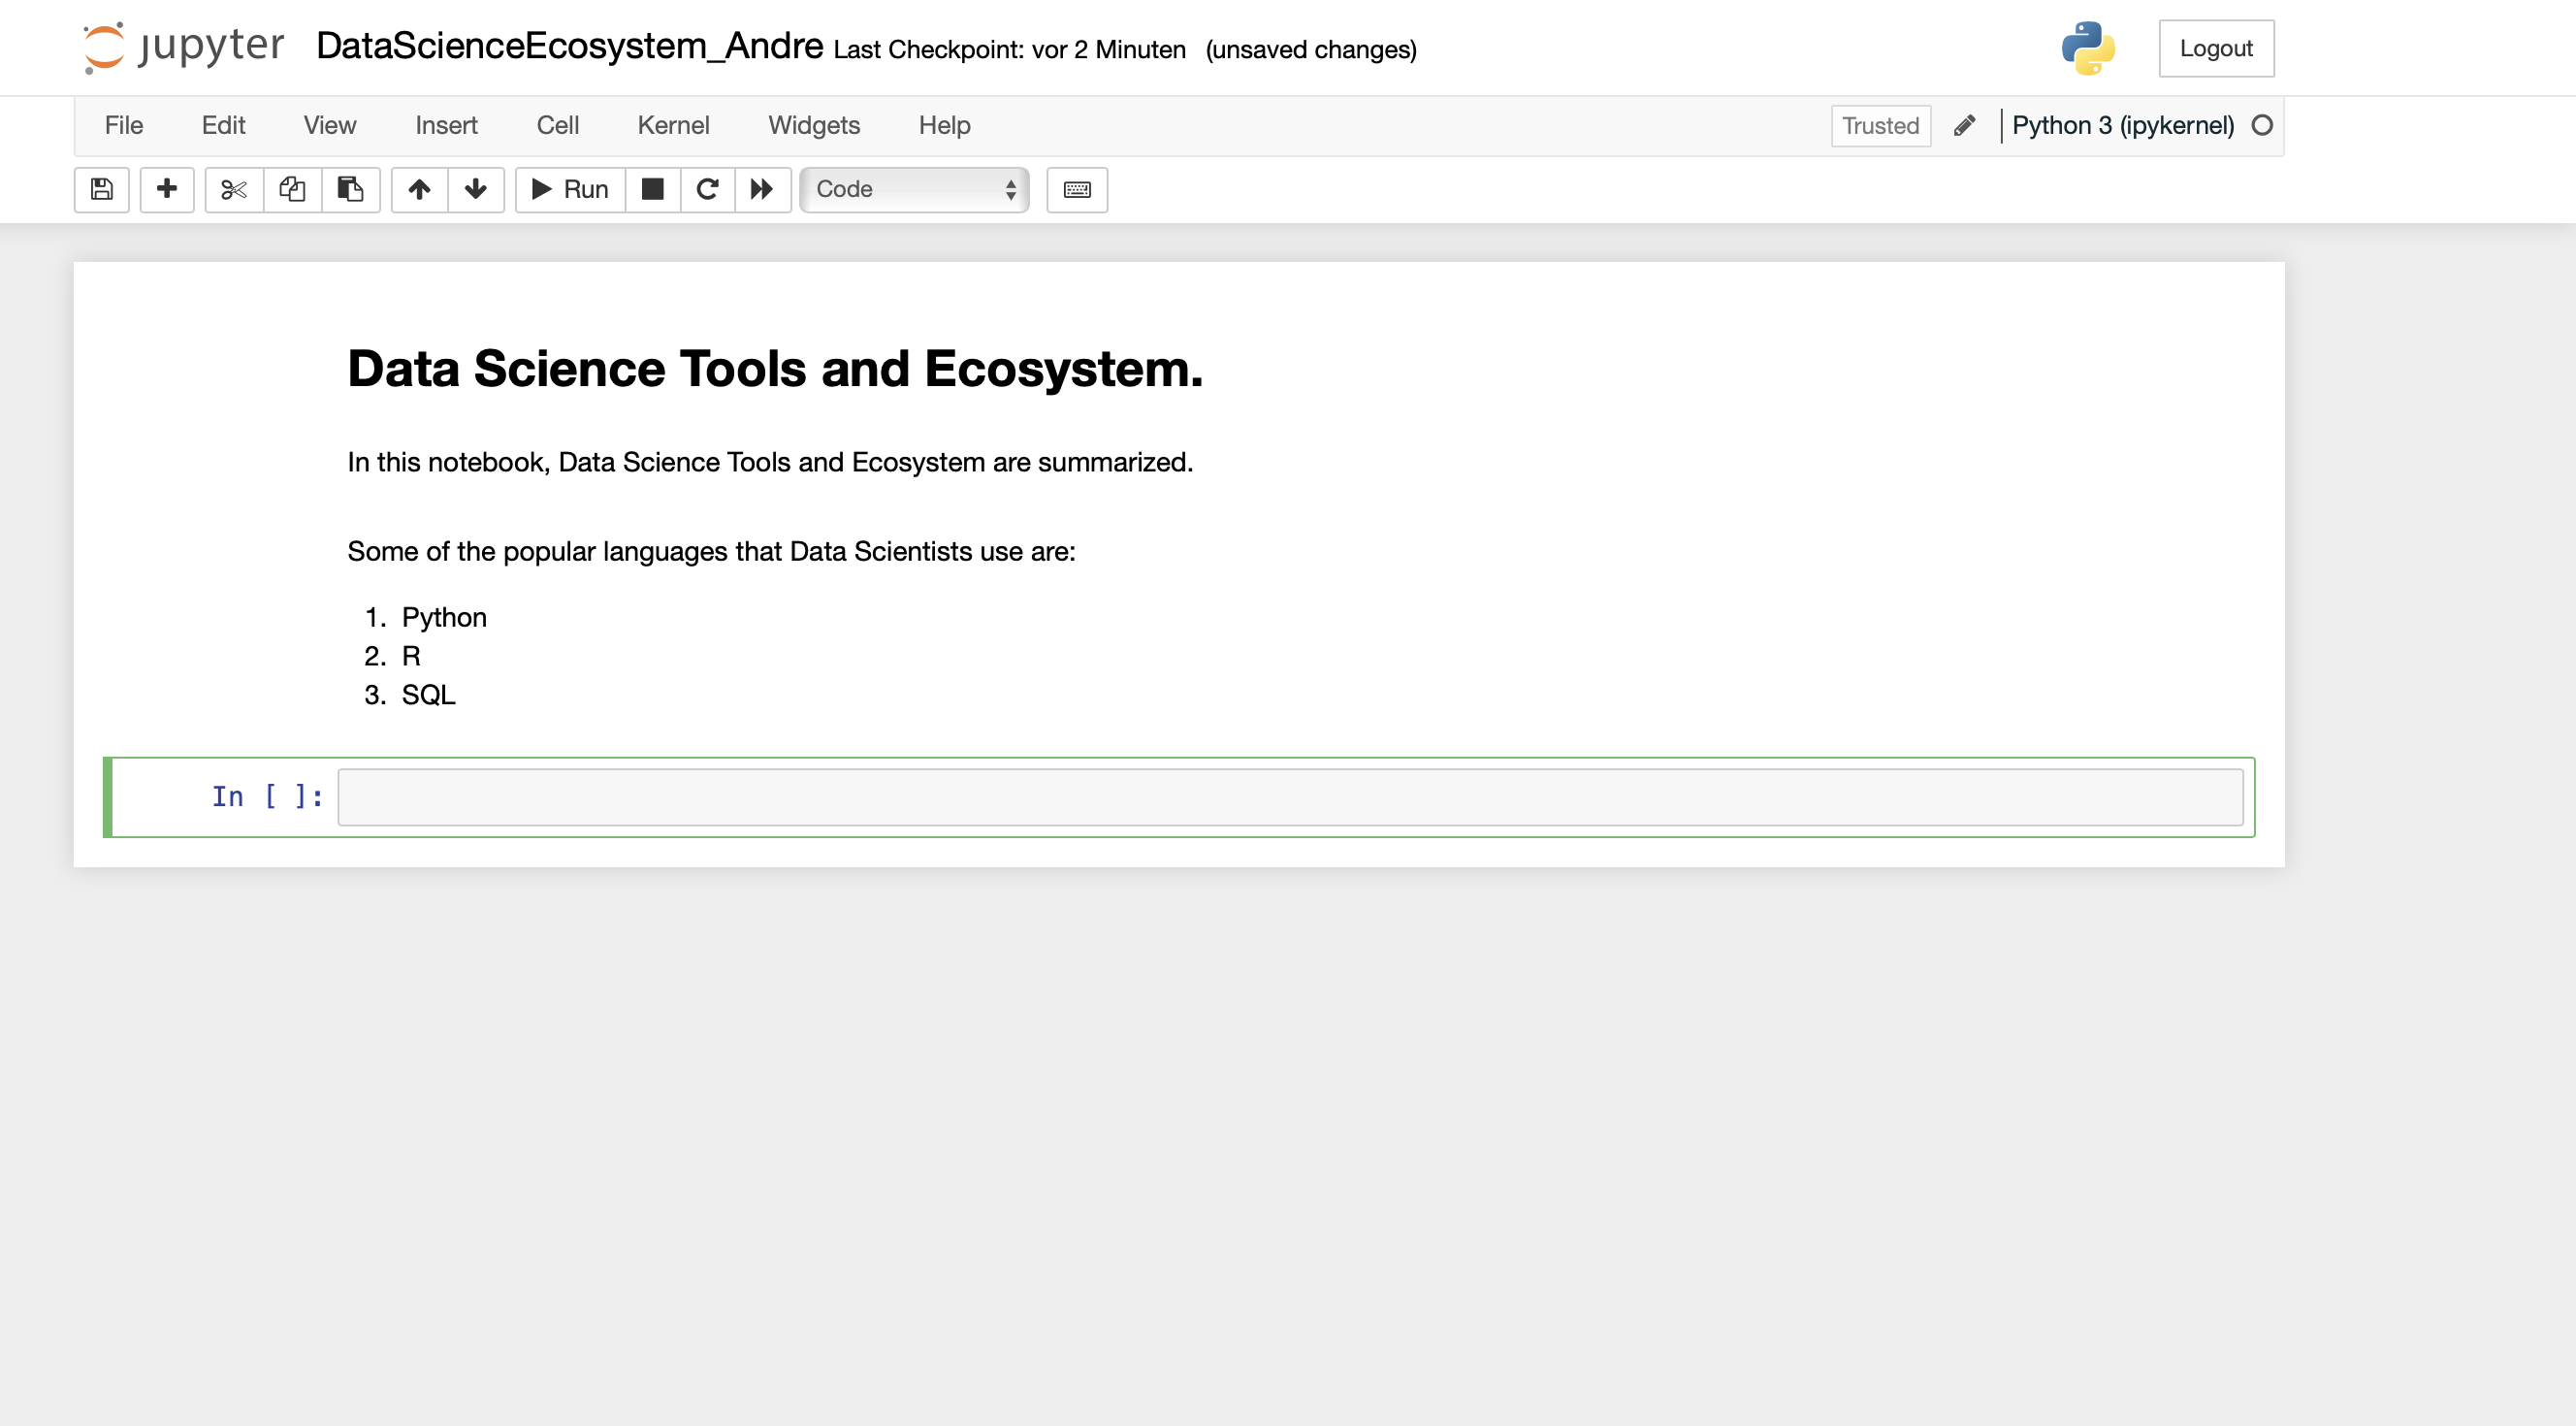 jupyter DataScienceEcosystem_Andre Last Checkpoint: vor 2 Minuten (unsaved changes) Logout
File Edit View Insert Cell Kernel Widgets Help Trusted Python 3 (ipykernel)
Run Code
Data Science Tools and Ecosystem.
In this notebook, Data Science Tools and Ecosystem are summarized.
Some of the popular languages that Data Scientists use are:
1. Python
2. R
3. SQL
In [ ]: